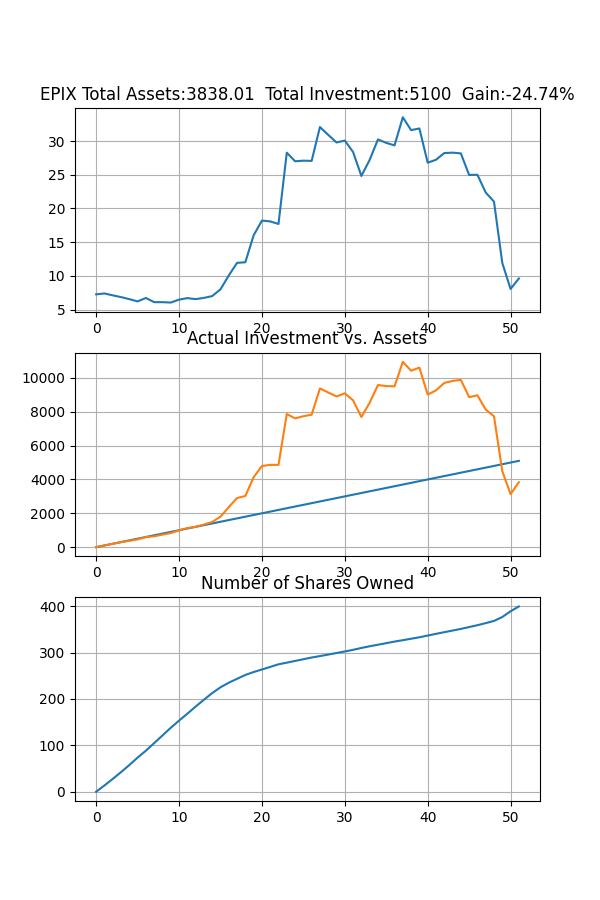 EPIX Total Assets:3838.01  Total Investment:5100  Gain:-24.74%
30
25
20
15
10
5
0 10 20 30 40 50
Actual Investment vs. Assets
10000
8000
6000
4000
2000
0
0 10 20 30 40 50
Number of Shares Owned
400
300
200
100
0
0 10 20 30 40 50